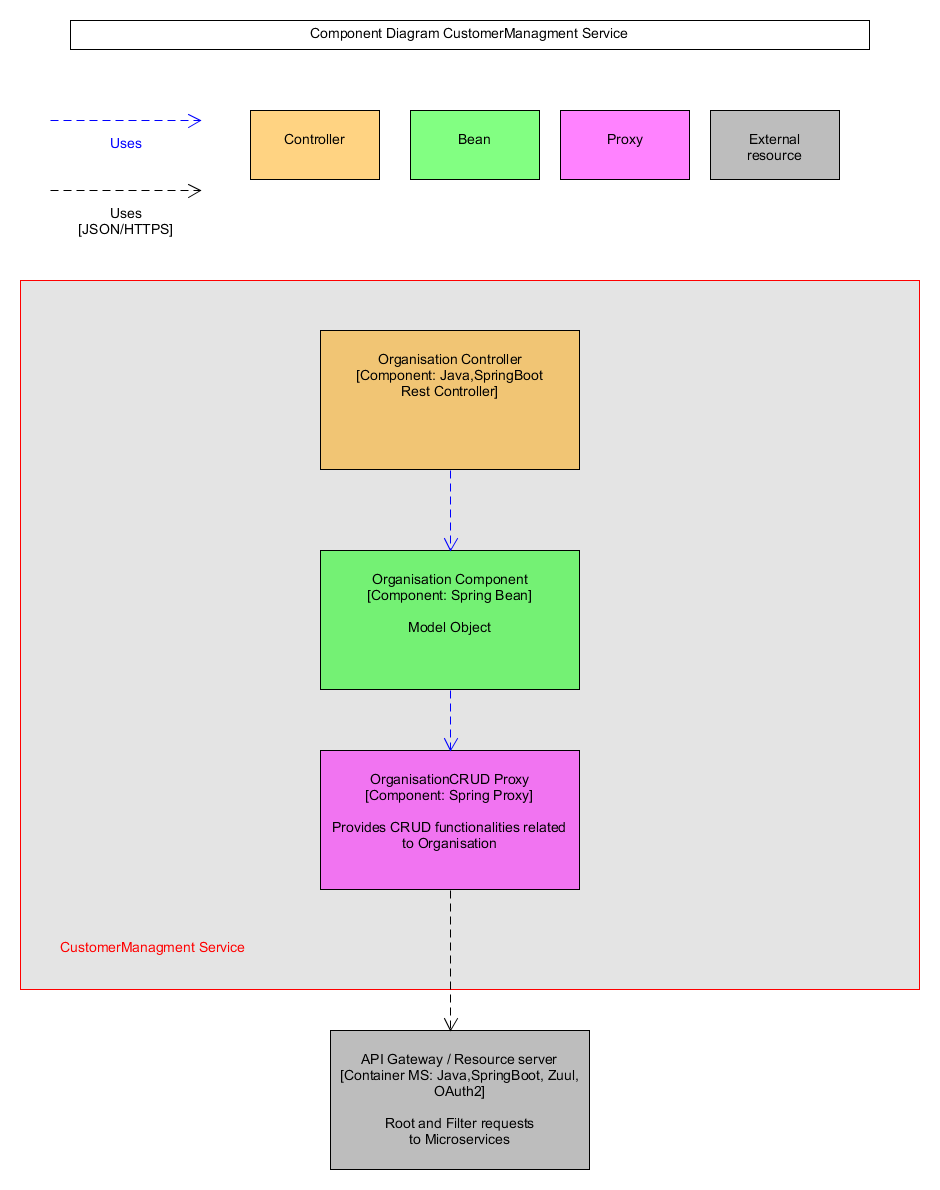 Component Diagram CustomerManagment Service
Uses
Controller
Bean
Proxy
External
resource
Uses
[JSON/HTTPS]
Organisation Controller
[Component: Java,SpringBoot
Rest Controller]
Organisation Component
[Component: Spring Bean]
Model Object
OrganisationCRUD Proxy
[Component: Spring Proxy]
Provides CRUD functionalities related
to Organisation
CustomerManagment Service
API Gateway / Resource server
[Container MS: Java,SpringBoot, Zuul,
OAuth2]
Root and Filter requests
to Microservices